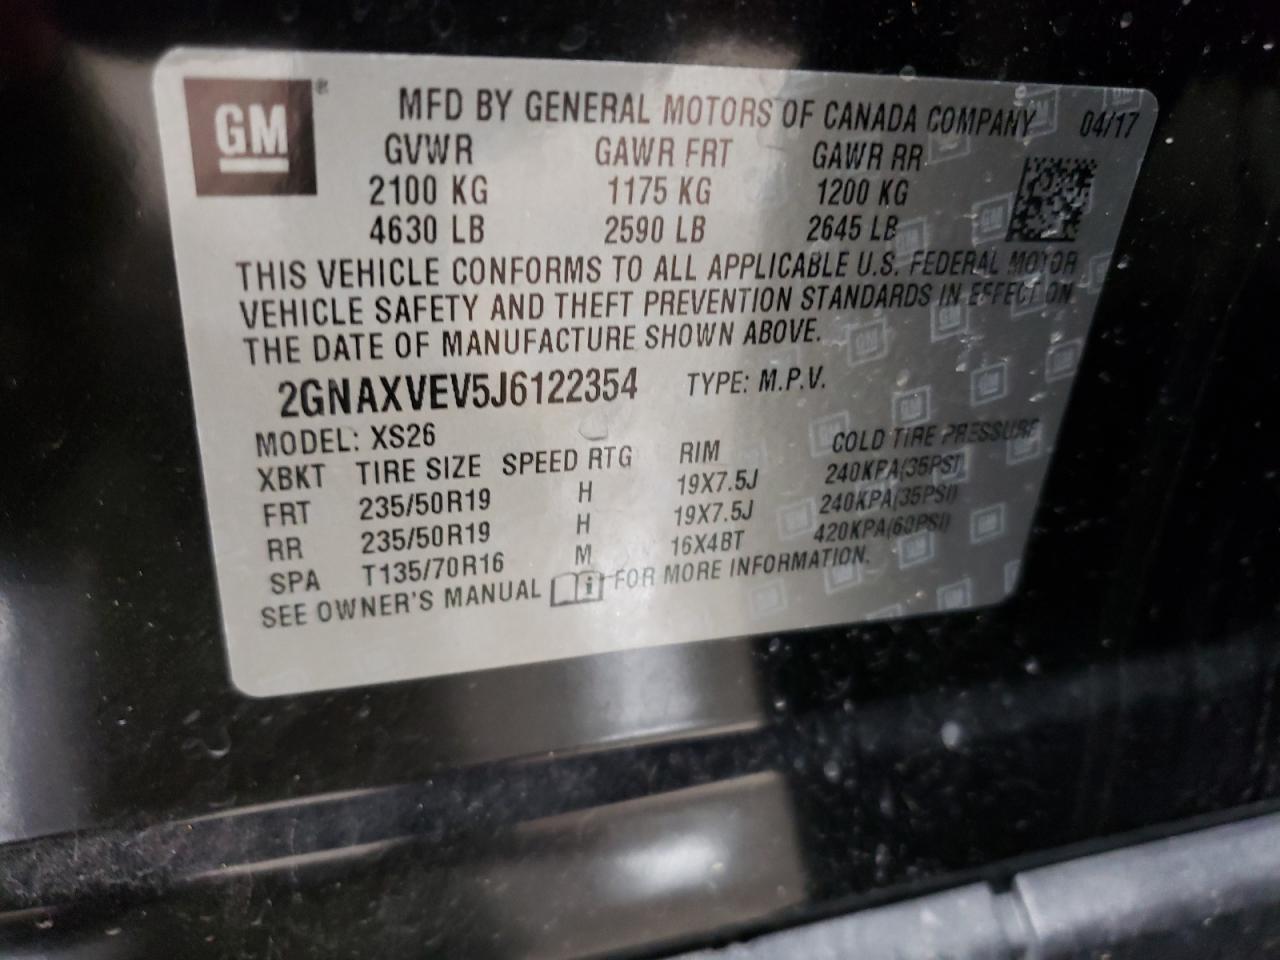 GM ® MFD BY GENERAL MOTORS OF CANADA COMPANY 04/17
GVWR GAWR FRT GAWR RR
2100 KG 1175 KG 1200 KG
4630 LB 2590 LB 2645 LB
THIS VEHICLE CONFORMS TO ALL APPLICABLE U.S. FEDERAL MOTOR
VEHICLE SAFETY AND THEFT PREVENTION STANDARDS IN EFFECT ON
THE DATE OF MANUFACTURE SHOWN ABOVE.
2GNAXVEV5J6122354 TYPE: M.P.V.
MODEL: XS26
XBKT TIRE SIZE SPEED RTG RIM COLD TIRE PRESSURE
FRT 235/50R19 H 19X7.5J 240KPA(35PSI)
RR 235/50R19 H 19X7.5J 240KPA(35PSI)
SPA T135/70R16 M 16X4BT 420KPA(60PSI)
SEE OWNER'S MANUAL FOR MORE INFORMATION.